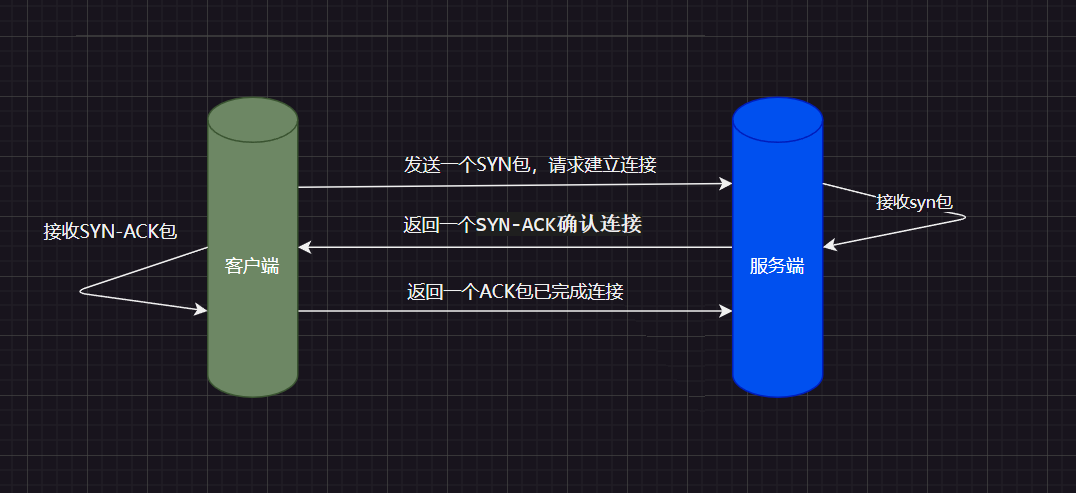 发送一个SYN包，请求建立连接
接收syn包
返回一个SYN-ACK确认连接
接收SYN-ACK包
客户端
服务端
返回一个ACK包已完成连接